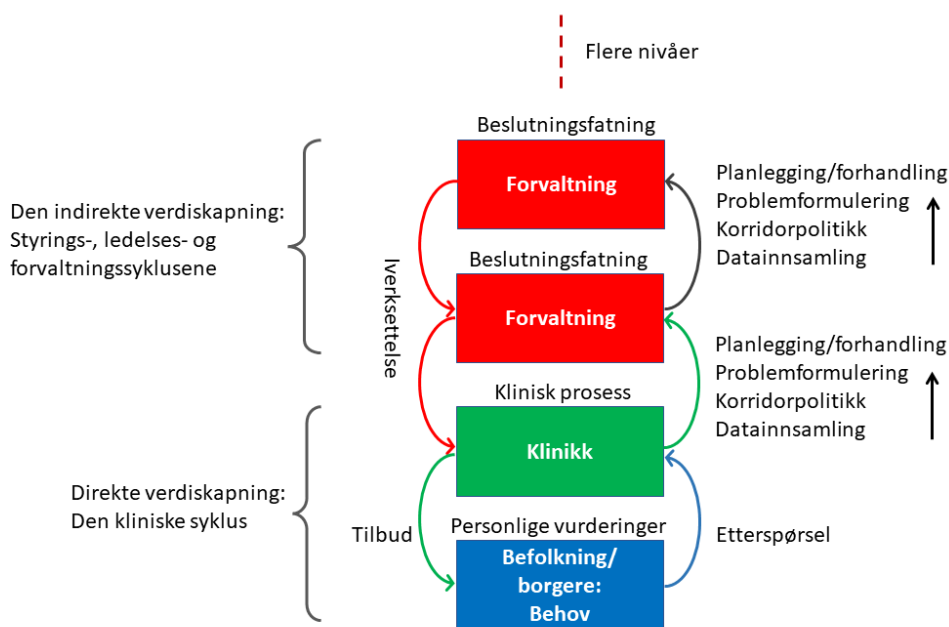 Flere nivåer
Beslutningsfatning
Forvaltning
Planlegging/forhandling
Problemformulering
Korridorpolitikk
Datainnsamling
Den indirekte verdiskapning:
Styrings-, ledelses- og
forvaltningssyklusene
Iverksettelse
Beslutningsfatning
Forvaltning
Planlegging/forhandling
Problemformulering
Korridorpolitikk
Datainnsamling
Klinisk prosess
Klinikk
Direkte verdiskapning:
Den kliniske syklus
Tilbud
Personlige vurderinger
Etterspørsel
Befolkning/
borgere:
Behov